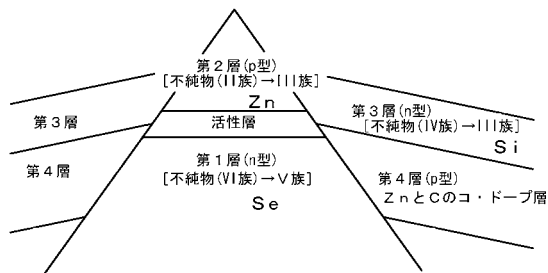 第2層(p型)
[不純物(II族)→III族]
Zn
第3層
活性層
第3層(n型)
[不純物(IV族)→III族]
Si
第4層
第1層(n型)
[不純物(VI族)→V族]
Se
第4層(p型)
ZnとCのコ・ドープ層